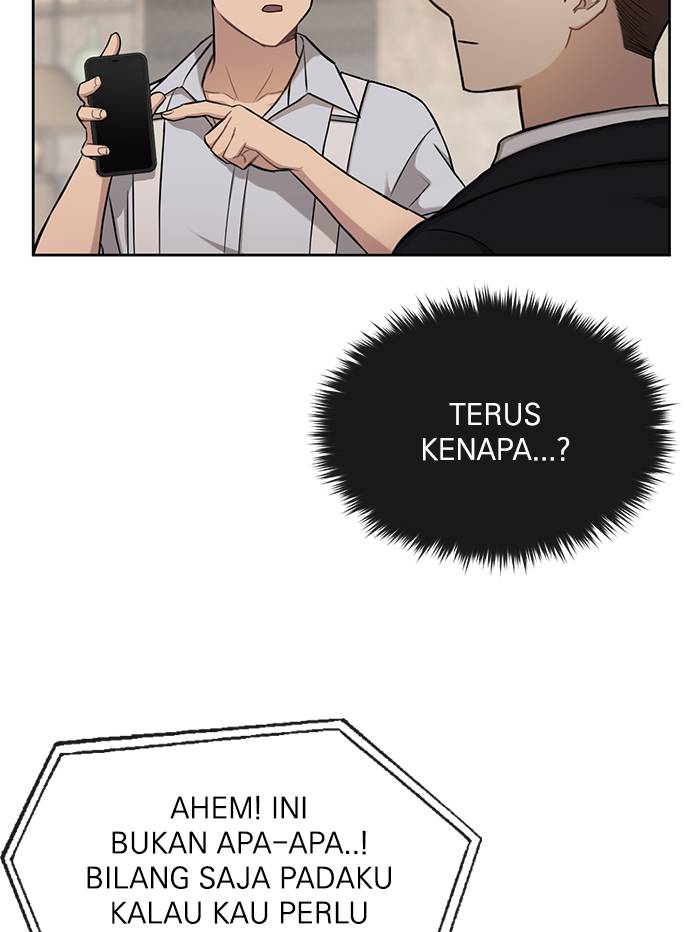 TERUS
KENAPA...?
AHEM! INI
BUKAN APA-APA..!
BILANG SAJA PADAKU
KALAU KAU PERLU